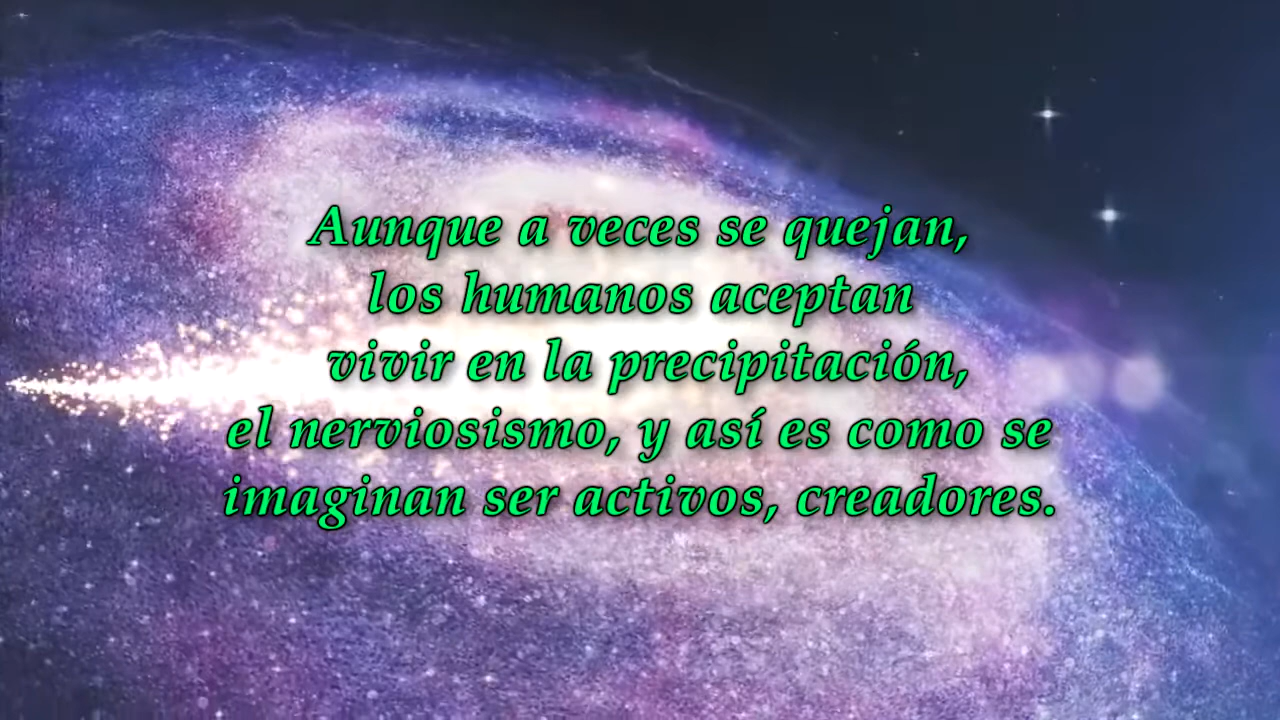 Aunque a veces se quejan,
los humanos aceptan
vivir en la precipitación,
el nerviosismo, y así es como se
imaginan ser activos, creadores.